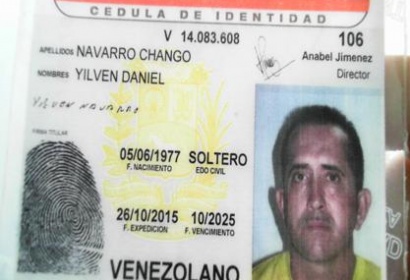 CEDULA DE IDENTIDAD
V 14.083.608 106
APELLIDOS NAVARRO CHANGO
Anabel Jimenez
Director
NOMBRES YILVEN DANIEL
FIRMA TITULAR
05/06/1977 SOLTERO
F. NACIMIENTO EDO CIVIL
26/10/2015 10/2025
F. EXPEDICION F. VENCIMIENTO
VENEZOLANO